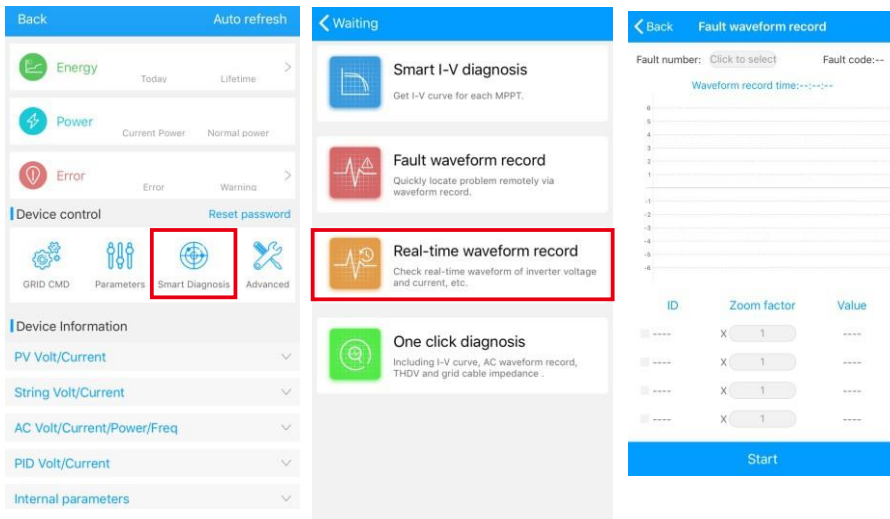 Back Auto refresh
Energy
Today Lifetime
Power
Current Power Normal power
Error
Error Warning
Device control Reset password
GRID CMD Parameters Smart Diagnosis Advanced
Device Information
PV Volt/Current
String Volt/Current
AC Volt/Current/Power/Freq
PID Volt/Current
Internal parameters
Waiting
Smart I-V diagnosis
Get I-V curve for each MPPT.
Fault waveform record
Quickly locate problem remotely via
waveform record.
Real-time waveform record
Check real-time waveform of inverter voltage
and current, etc.
One click diagnosis
Including I-V curve, AC waveform record,
THDV and grid cable impedance .
Back Fault waveform record
Fault number: Click to select Fault code:--
Waveform record time:--:--:--
6
5
4
3
2
1
-1
-2
-3
-4
-5
-6
ID Zoom factor Value
---- X 1 ----
---- X 1 ----
---- X 1 ----
---- X 1 ----
Start